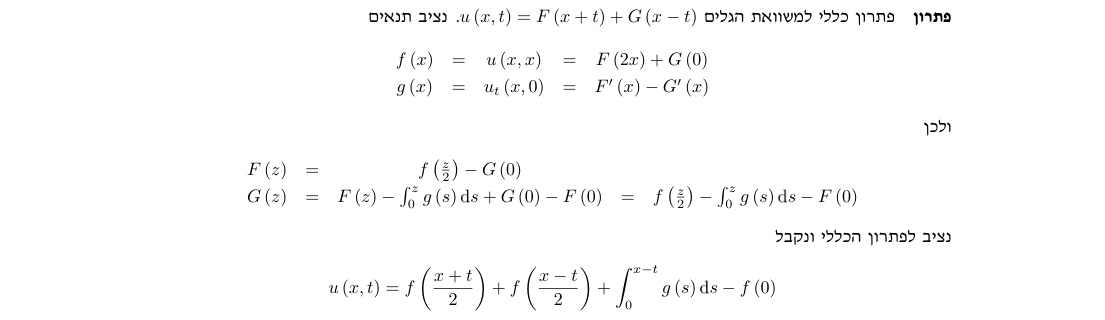 פתרון פתרון כללי למשוואת הגלים u (x, t) = F (x + t) + G (x − t). נציב תנאים
f (x) = u (x, x) = F (2x) + G (0)
g (x) = u_t (x, 0) = F′ (x) − G′ (x)
ולכן
F (z) = f (z/2) − G (0)
G (z) = F (z) − ∫_0^z g (s) ds + G (0) − F (0) = f (z/2) − ∫_0^z g (s) ds − F (0)
נציב לפתרון הכללי ונקבל
u (x, t) = f ((x + t)/2) + f ((x − t)/2) + ∫_0^{x−t} g (s) ds − f (0)